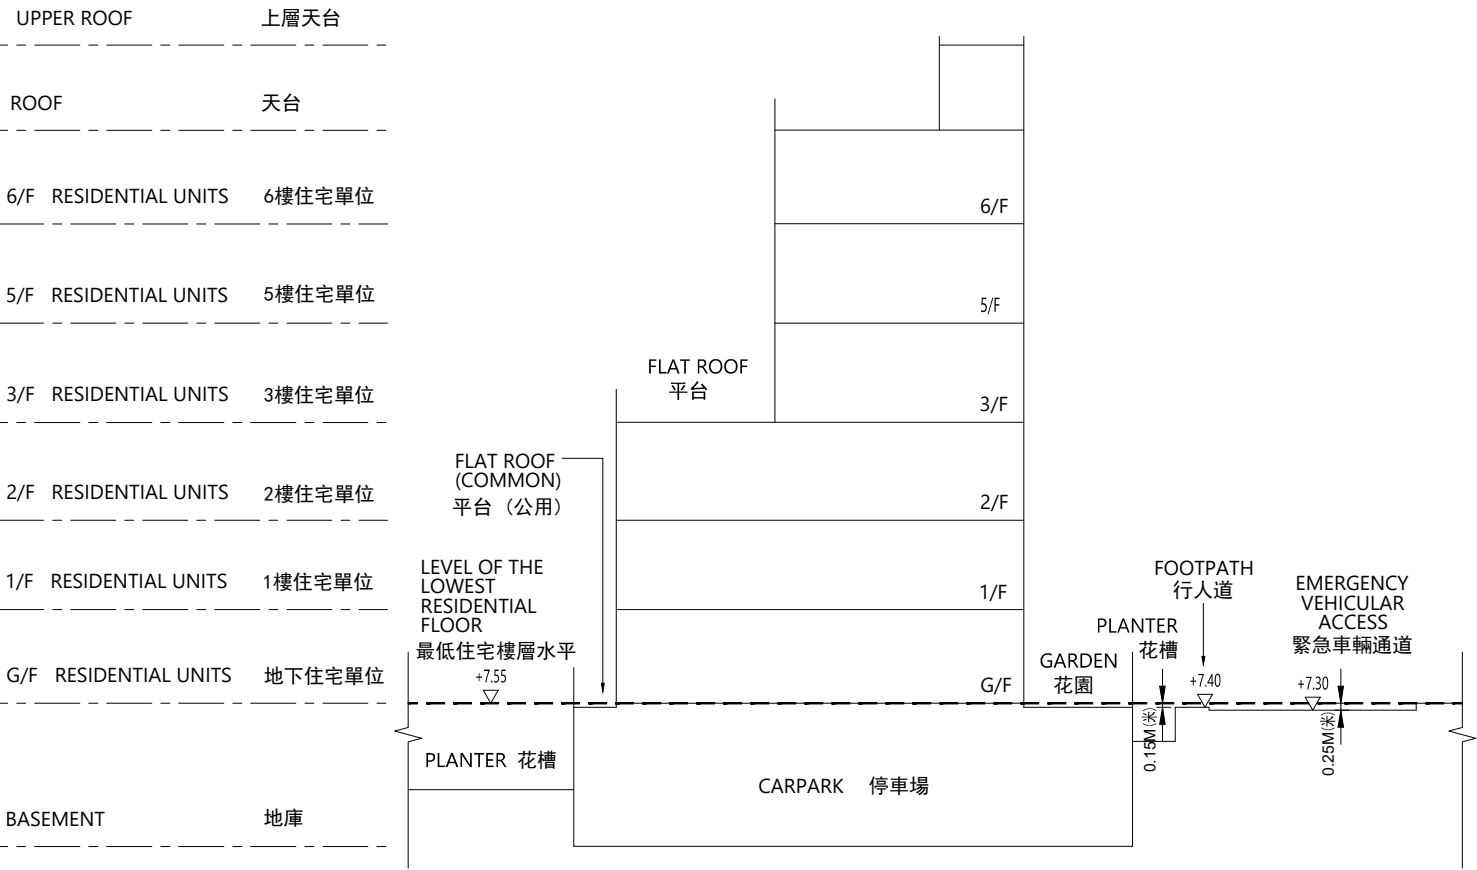 UPPER ROOF 上層天台
ROOF 天台
6/F RESIDENTIAL UNITS 6樓住宅單位
6/F
5/F RESIDENTIAL UNITS 5樓住宅單位
5/F
FLAT ROOF
平台
3/F RESIDENTIAL UNITS 3樓住宅單位
3/F
FLAT ROOF
(COMMON)
平台（公用）
2/F RESIDENTIAL UNITS 2樓住宅單位
2/F
1/F RESIDENTIAL UNITS 1樓住宅單位
1/F
LEVEL OF THE
LOWEST
RESIDENTIAL
FLOOR
最低住宅樓層水平
+7.55
G/F RESIDENTIAL UNITS 地下住宅單位
G/F
GARDEN
花園
PLANTER
花槽
FOOTPATH
行人道
+7.40
EMERGENCY
VEHICULAR
ACCESS
緊急車輛通道
+7.30
0.15M(米)
0.25M(米)
PLANTER 花槽
CARPARK 停車場
BASEMENT 地庫